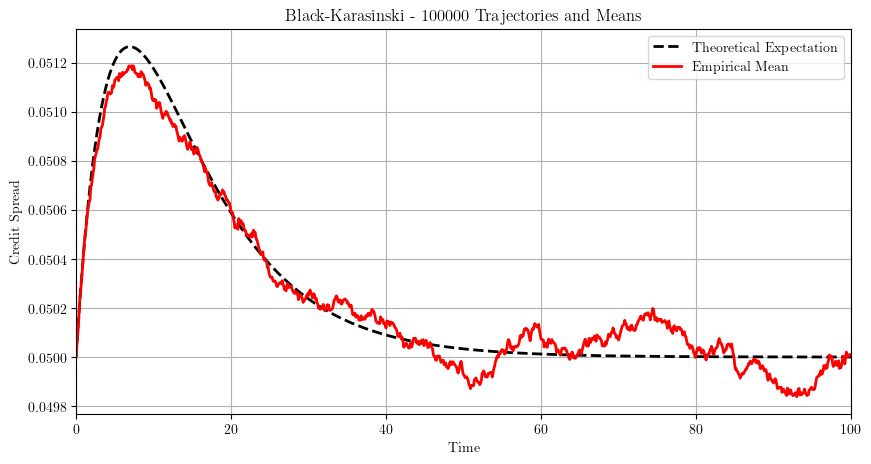 Black-Karasinski - 100000 Trajectories and Means
Theoretical Expectation
Empirical Mean
Credit Spread
0.0512
0.0510
0.0508
0.0506
0.0504
0.0502
0.0500
0.0498
0 20 40 60 80 100
Time